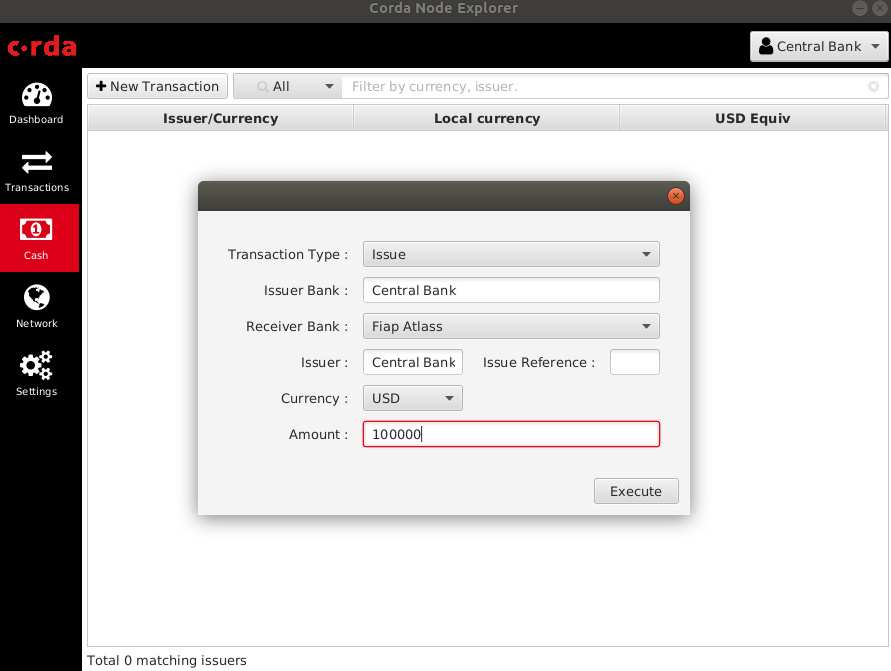 Corda Node Explorer
c·rda
Central Bank
New Transaction
All
Filter by currency, issuer.
Dashboard
Transactions
Cash
Network
Settings
Issuer/Currency
Local currency
USD Equiv
Transaction Type :
Issue
Issuer Bank :
Central Bank
Receiver Bank :
Fiap Atlass
Issuer :
Central Bank
Issue Reference :
Currency :
USD
Amount :
100000
Execute
Total 0 matching issuers